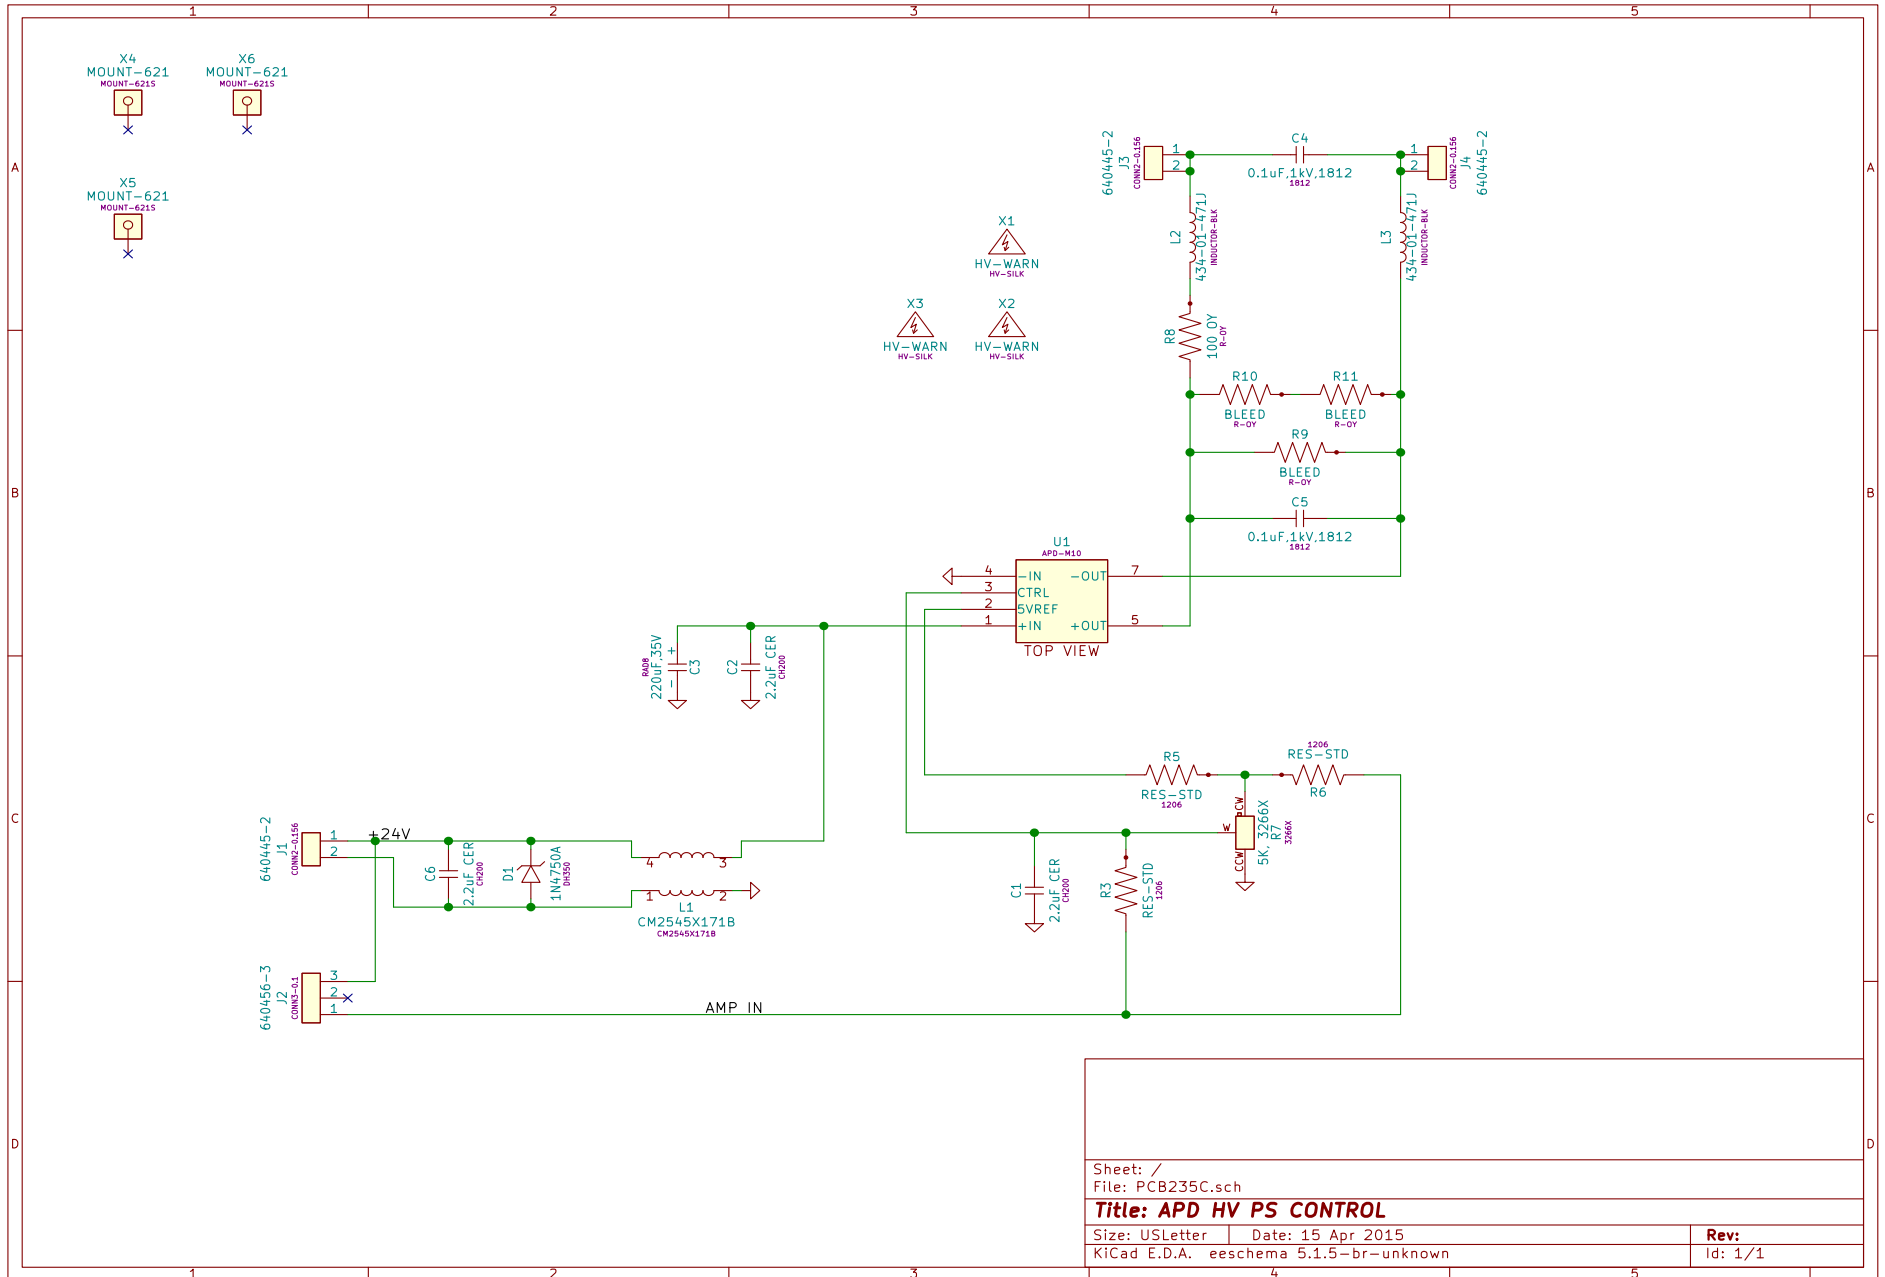 1 2 3 4 5
A A
B B
C C
D D
1 2 3 4 5
X4
MOUNT-621
MOUNT-621S
X6
MOUNT-621
MOUNT-621S
X5
MOUNT-621
MOUNT-621S
X1
HV-WARN
HV-SILK
X3
HV-WARN
HV-SILK
X2
HV-WARN
HV-SILK
640445-2
J3
CONN2-0.156
1
2
C4
0.1uF,1kV,1812
1812
1
2
CONN2-0.156
J4
640445-2
L2
434-01-471J
INDUCTOR-BLK
L3
434-01-471J
INDUCTOR-BLK
R8
100 OY
R-OY
R10
BLEED
R-OY
R11
BLEED
R-OY
R9
BLEED
R-OY
C5
0.1uF,1kV,1812
1812
U1
APD-M10
4 -IN -OUT 7
3 CTRL
2 5VREF
1 +IN +OUT 5
TOP VIEW
RAD8
220uF,35V
+
-
C3
C2
2.2uF CER
CH200
R5
RES-STD
1206
1206
RES-STD
R6
CW
W
CCW
5K, 3266X
R7
3266X
C1
2.2uF CER
CH200
R3
RES-STD
1206
640445-2
J1
CONN2-0.156
1
2
+24V
C6
2.2uF CER
CH200
D1
1N4750A
DH350
4 3
1 2
L1
CM2545X171B
CM2545X171B
640456-3
J2
CONN3-0.1
3
2
1
AMP IN
Sheet: /
File: PCB235C.sch
Title: APD HV PS CONTROL
Size: USLetter Date: 15 Apr 2015 Rev:
KiCad E.D.A. eeschema 5.1.5-br-unknown Id: 1/1